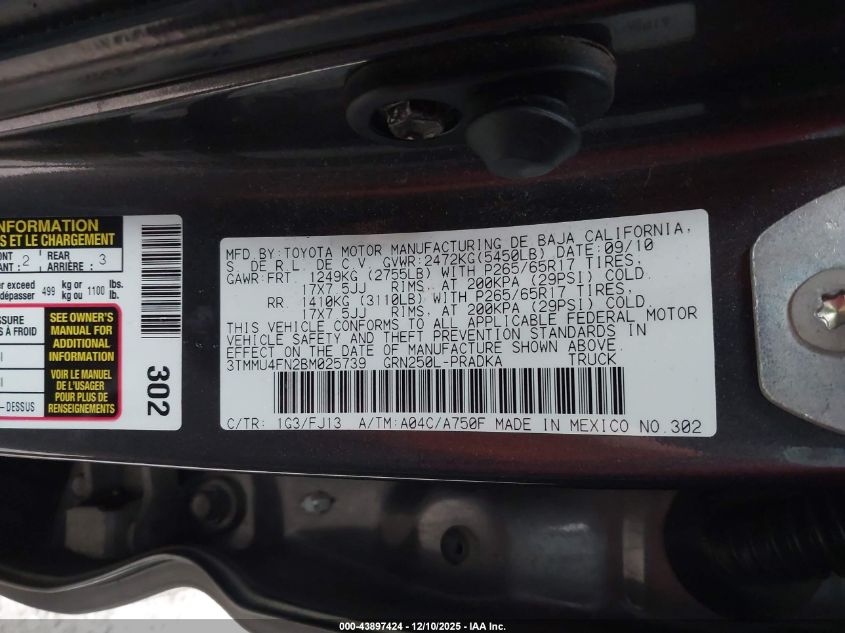 INFORMATION
S ET LE CHARGEMENT
ANT: 2 REAR ARRIÈRE : 3
er exceed
dépasser 499 kg or 1100 lbs.
kg ou lb.
SSURE
S À FROID
SEE OWNER'S
MANUAL FOR
ADDITIONAL
INFORMATION
VOIR LE MANUEL
DE L'USAGER
POUR PLUS DE
RENSEIGNEMENTS
- DESSUS
302
MFD.BY:TOYOTA MOTOR MANUFACTURING DE BAJA CALIFORNIA,
S DE R.L. DE C.V. GVWR:2472KG(5450LB) DATE:09/10
GAWR:FRT 1249KG (2755LB) WITH P265/65R17 TIRES,
17X7.5JJ RIMS, AT 200KPA (29PSI) COLD.
RR 1410KG (3110LB) WITH P265/65R17 TIRES,
17X7.5JJ RIMS, AT 200KPA (29PSI) COLD.
THIS VEHICLE CONFORMS TO ALL APPLICABLE FEDERAL MOTOR
VEHICLE SAFETY AND THEFT PREVENTION STANDARDS IN
EFFECT ON THE DATE OF MANUFACTURE SHOWN ABOVE.
3TMMU4FN2BM025739 GRN250L-PRADKA TRUCK
C/TR: 1G3/FJ13 A/TM:A04C/A750F MADE IN MEXICO NO.302
000-43897424 - 12/10/2025 - IAA Inc.